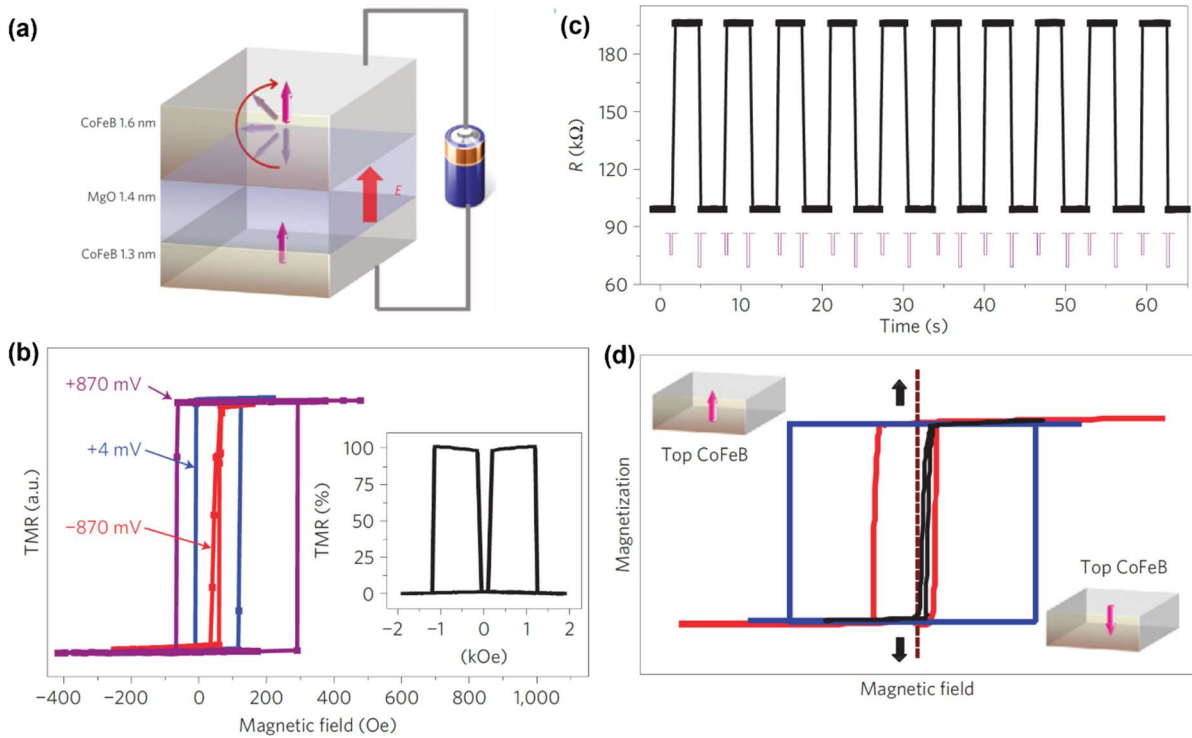 (a)
CoFeB 1.6 nm
MgO 1.4 nm
CoFeB 1.3 nm
E
(b)
+870 mV
+4 mV
−870 mV
TMR (a.u.)
−400 −200 0 200 400 600 800 1,000
Magnetic field (Oe)
TMR (%)
100
75
50
25
0
−2 −1 0 1 2
(kOe)
(c)
R (kΩ)
180
150
120
90
60
0 10 20 30 40 50 60
Time (s)
(d)
Top CoFeB
Magnetization
Top CoFeB
Magnetic field